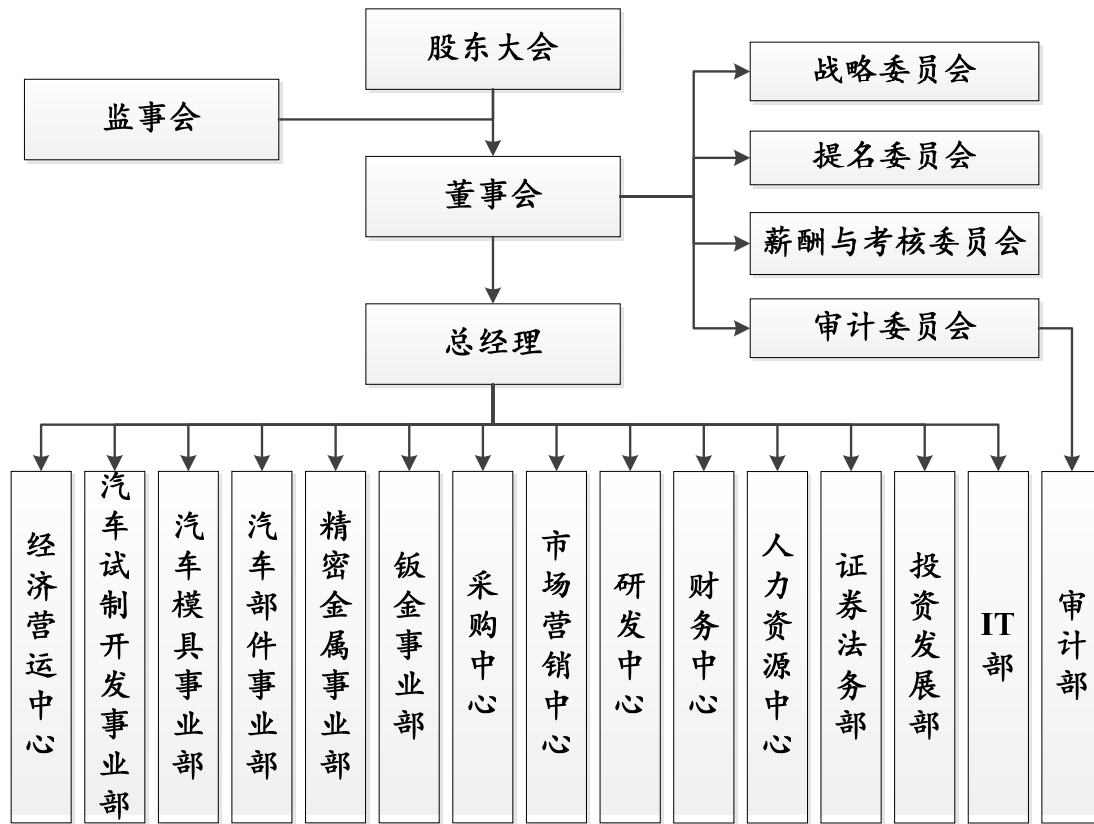 股东大会
监事会
董事会
总经理
战略委员会
提名委员会
薪酬与考核委员会
审计委员会
经济营运中心
汽车试制开发事业部
汽车模具事业部
汽车部件事业部
精密金属事业部
钣金事业部
采购中心
市场营销中心
研发中心
财务中心
人力资源中心
证券法务部
投资发展部
IT部
审计部